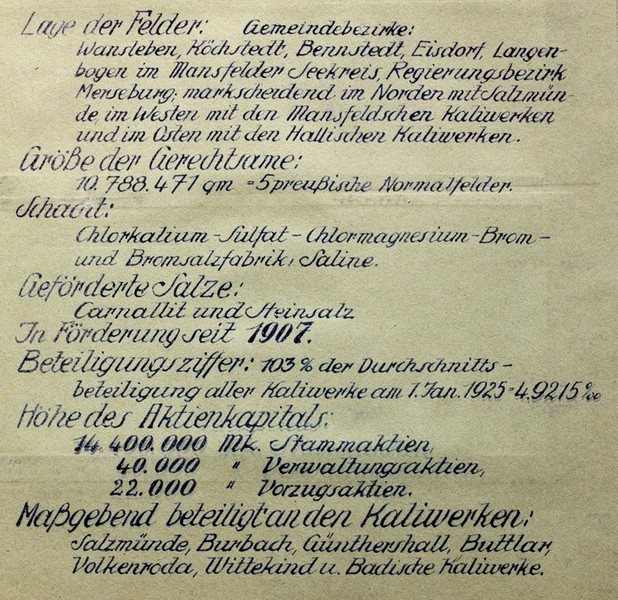 Lage der Felder: Gemeindebezirke:
Wansleben, Köchstedt, Bennstedt, Eisdorf, Langen-
bogen im Mansfelder Seekreis, Regierungsbezirk
Merseburg; markscheidend im Norden mit Salzmün-
de, im Westen mit den Mansfeldschen Kaliwerken
und im Osten mit den Hallischen Kaliwerken.
Größe der Gerechtsame:
10.788.471 qm = 5 preußische Normalfelder.
Schacht:
Chlorkalium-Sulfat-Chlormagnesium-Brom-
und Bromsalzfabrik, Saline.
Geförderte Salze:
Carnallit und Steinsalz
In Förderung seit 1907.
Beteiligungsziffer: 103 % der Durchschnitts-
beteiligung aller Kaliwerke am 1. Jan. 1925 = 4.9215 ‰
Höhe des Aktienkapitals:
14.400.000 Mk. Stammaktien,
40.000 " Verwaltungsaktien,
22.000 " Vorzugsaktien.
Maßgebend beteiligt an den Kaliwerken:
Salzmünde, Burbach, Günthershall, Buttlar,
Volkenroda, Wittekind u. Badische Kaliwerke.